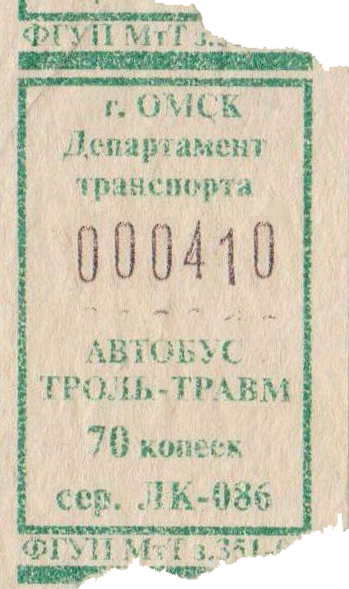 ФГУП МтТ
г. ОМСК
Департамент
транспорта
000410
АВТОБУС
ТРОЛЬ-ТРАВМ
70 копеек
сер. ЛК-086
ФГУП МтТ з.351-